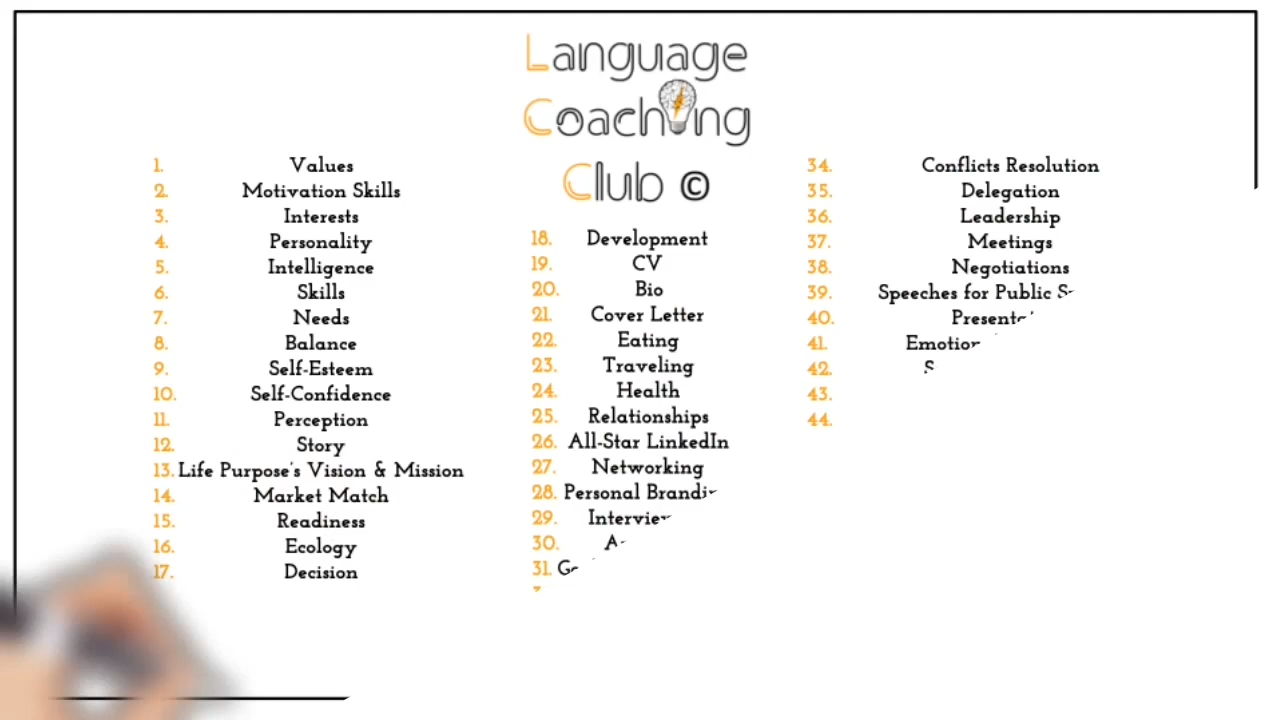 Language
Coaching
Club ©
1. Values
2. Motivation Skills
3. Interests
4. Personality
5. Intelligence
6. Skills
7. Needs
8. Balance
9. Self-Esteem
10. Self-Confidence
11. Perception
12. Story
13. Life Purpose's Vision & Mission
14. Market Match
15. Readiness
16. Ecology
17. Decision
18. Development
19. CV
20. Bio
21. Cover Letter
22. Eating
23. Traveling
24. Health
25. Relationships
26. All-Star LinkedIn
27. Networking
28. Personal
29.
30.
31.
34. Conflicts Resolution
35. Delegation
36. Leadership
37. Meetings
38. Negotiations
39. Speeches for Public
40.
41.
42.
43.
44.